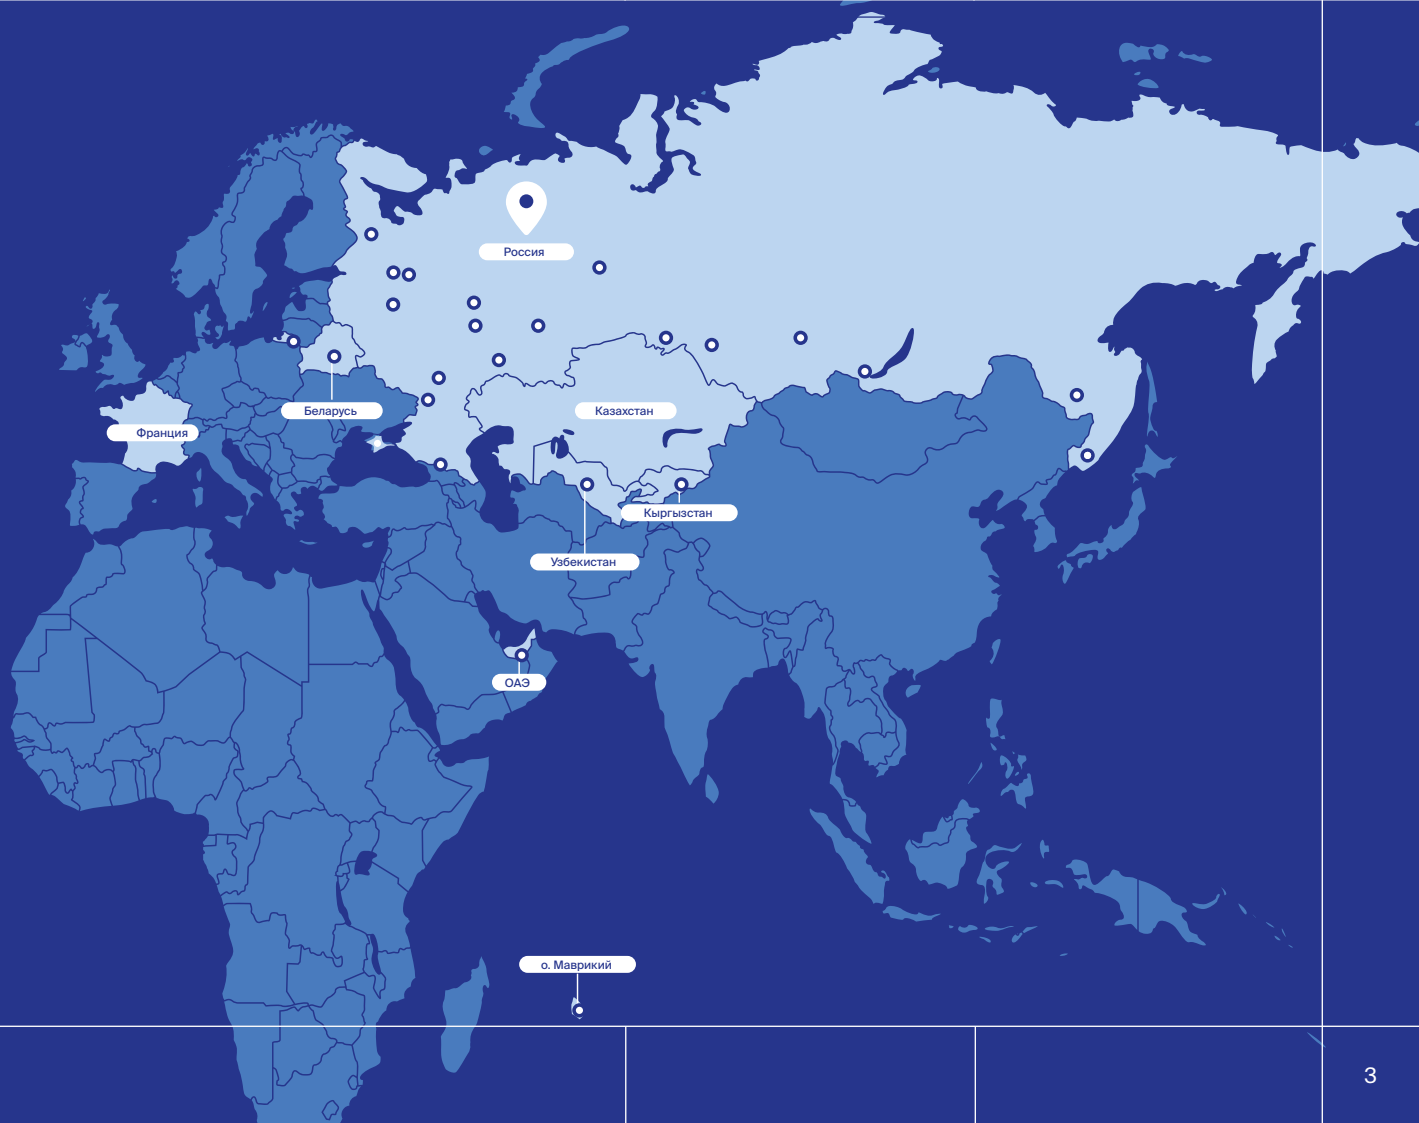 Россия
Беларусь
Казахстан
Франция
Кыргызстан
Узбекистан
ОАЭ
о. Маврикий
3